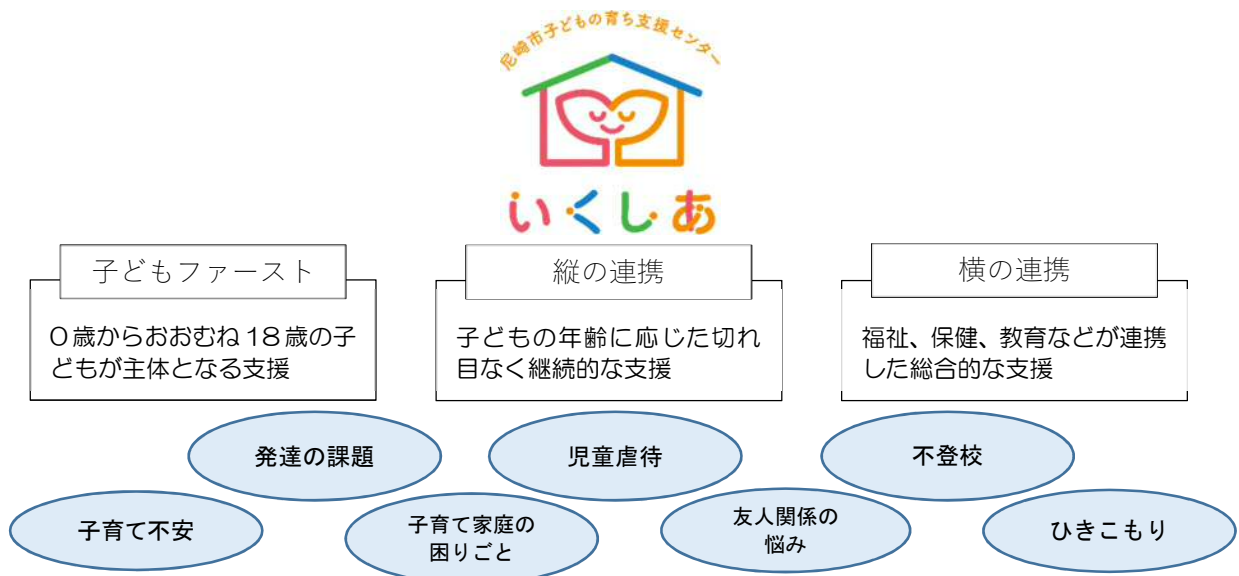 尼崎市子どもの育ち支援センター
いくしあ
子どもファースト
0歳からおおむね18歳の子
どもが主体となる支援
縦の連携
子どもの年齢に応じた切れ
目なく継続的な支援
横の連携
福祉、保健、教育などが連携
した総合的な支援
発達の課題
児童虐待
不登校
子育て不安
子育て家庭の
困りごと
友人関係の
悩み
ひきこもり